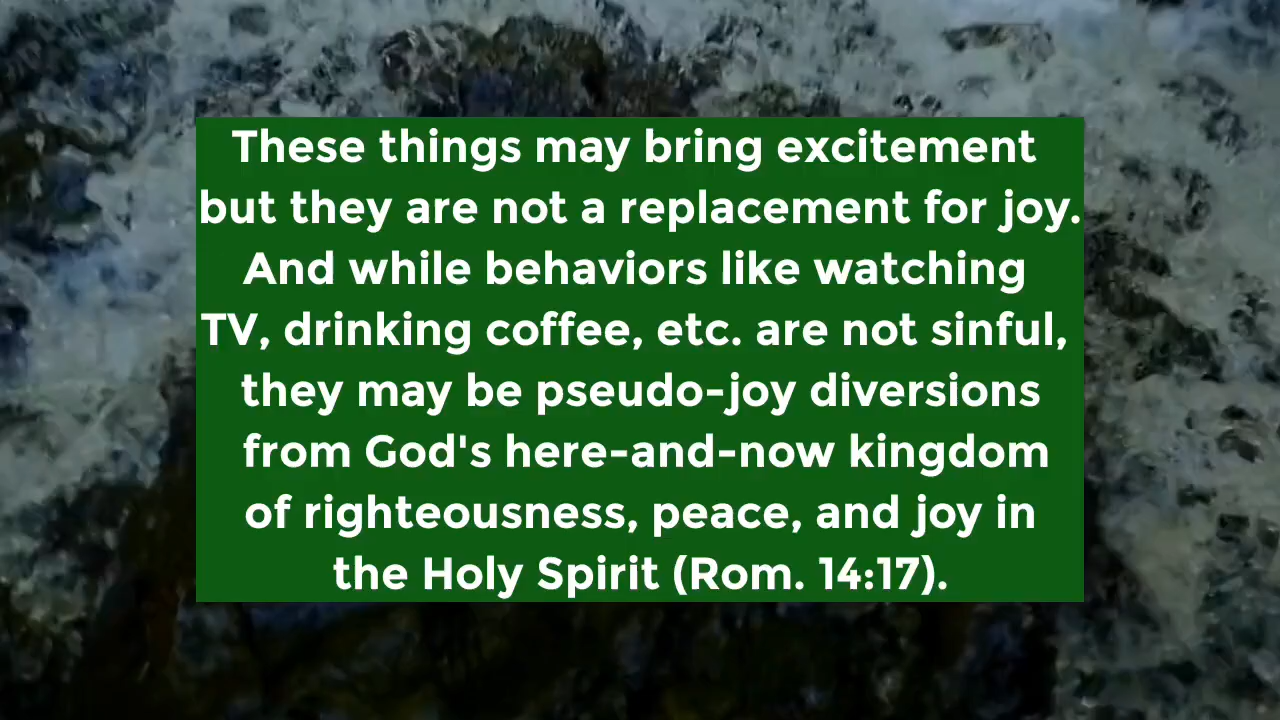 These things may bring excitement
but they are not a replacement for joy.
And while behaviors like watching
TV, drinking coffee, etc. are not sinful,
they may be pseudo-joy diversions
from God's here-and-now kingdom
of righteousness, peace, and joy in
the Holy Spirit (Rom. 14:17).